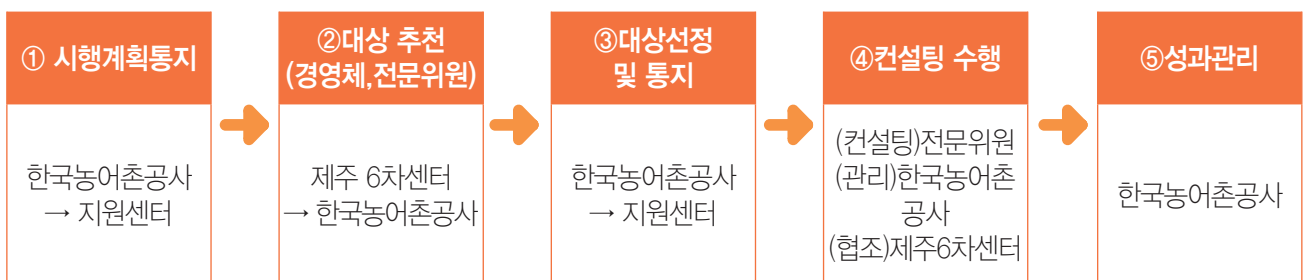 ① 시행계획통지
한국농어촌공사
→ 지원센터
②대상 추천
(경영체,전문위원)
제주 6차센터
→ 한국농어촌공사
③대상선정
및 통지
한국농어촌공사
→ 지원센터
④컨설팅 수행
(컨설팅)전문위원
(관리)한국농어촌
공사
(협조)제주6차센터
⑤성과관리
한국농어촌공사